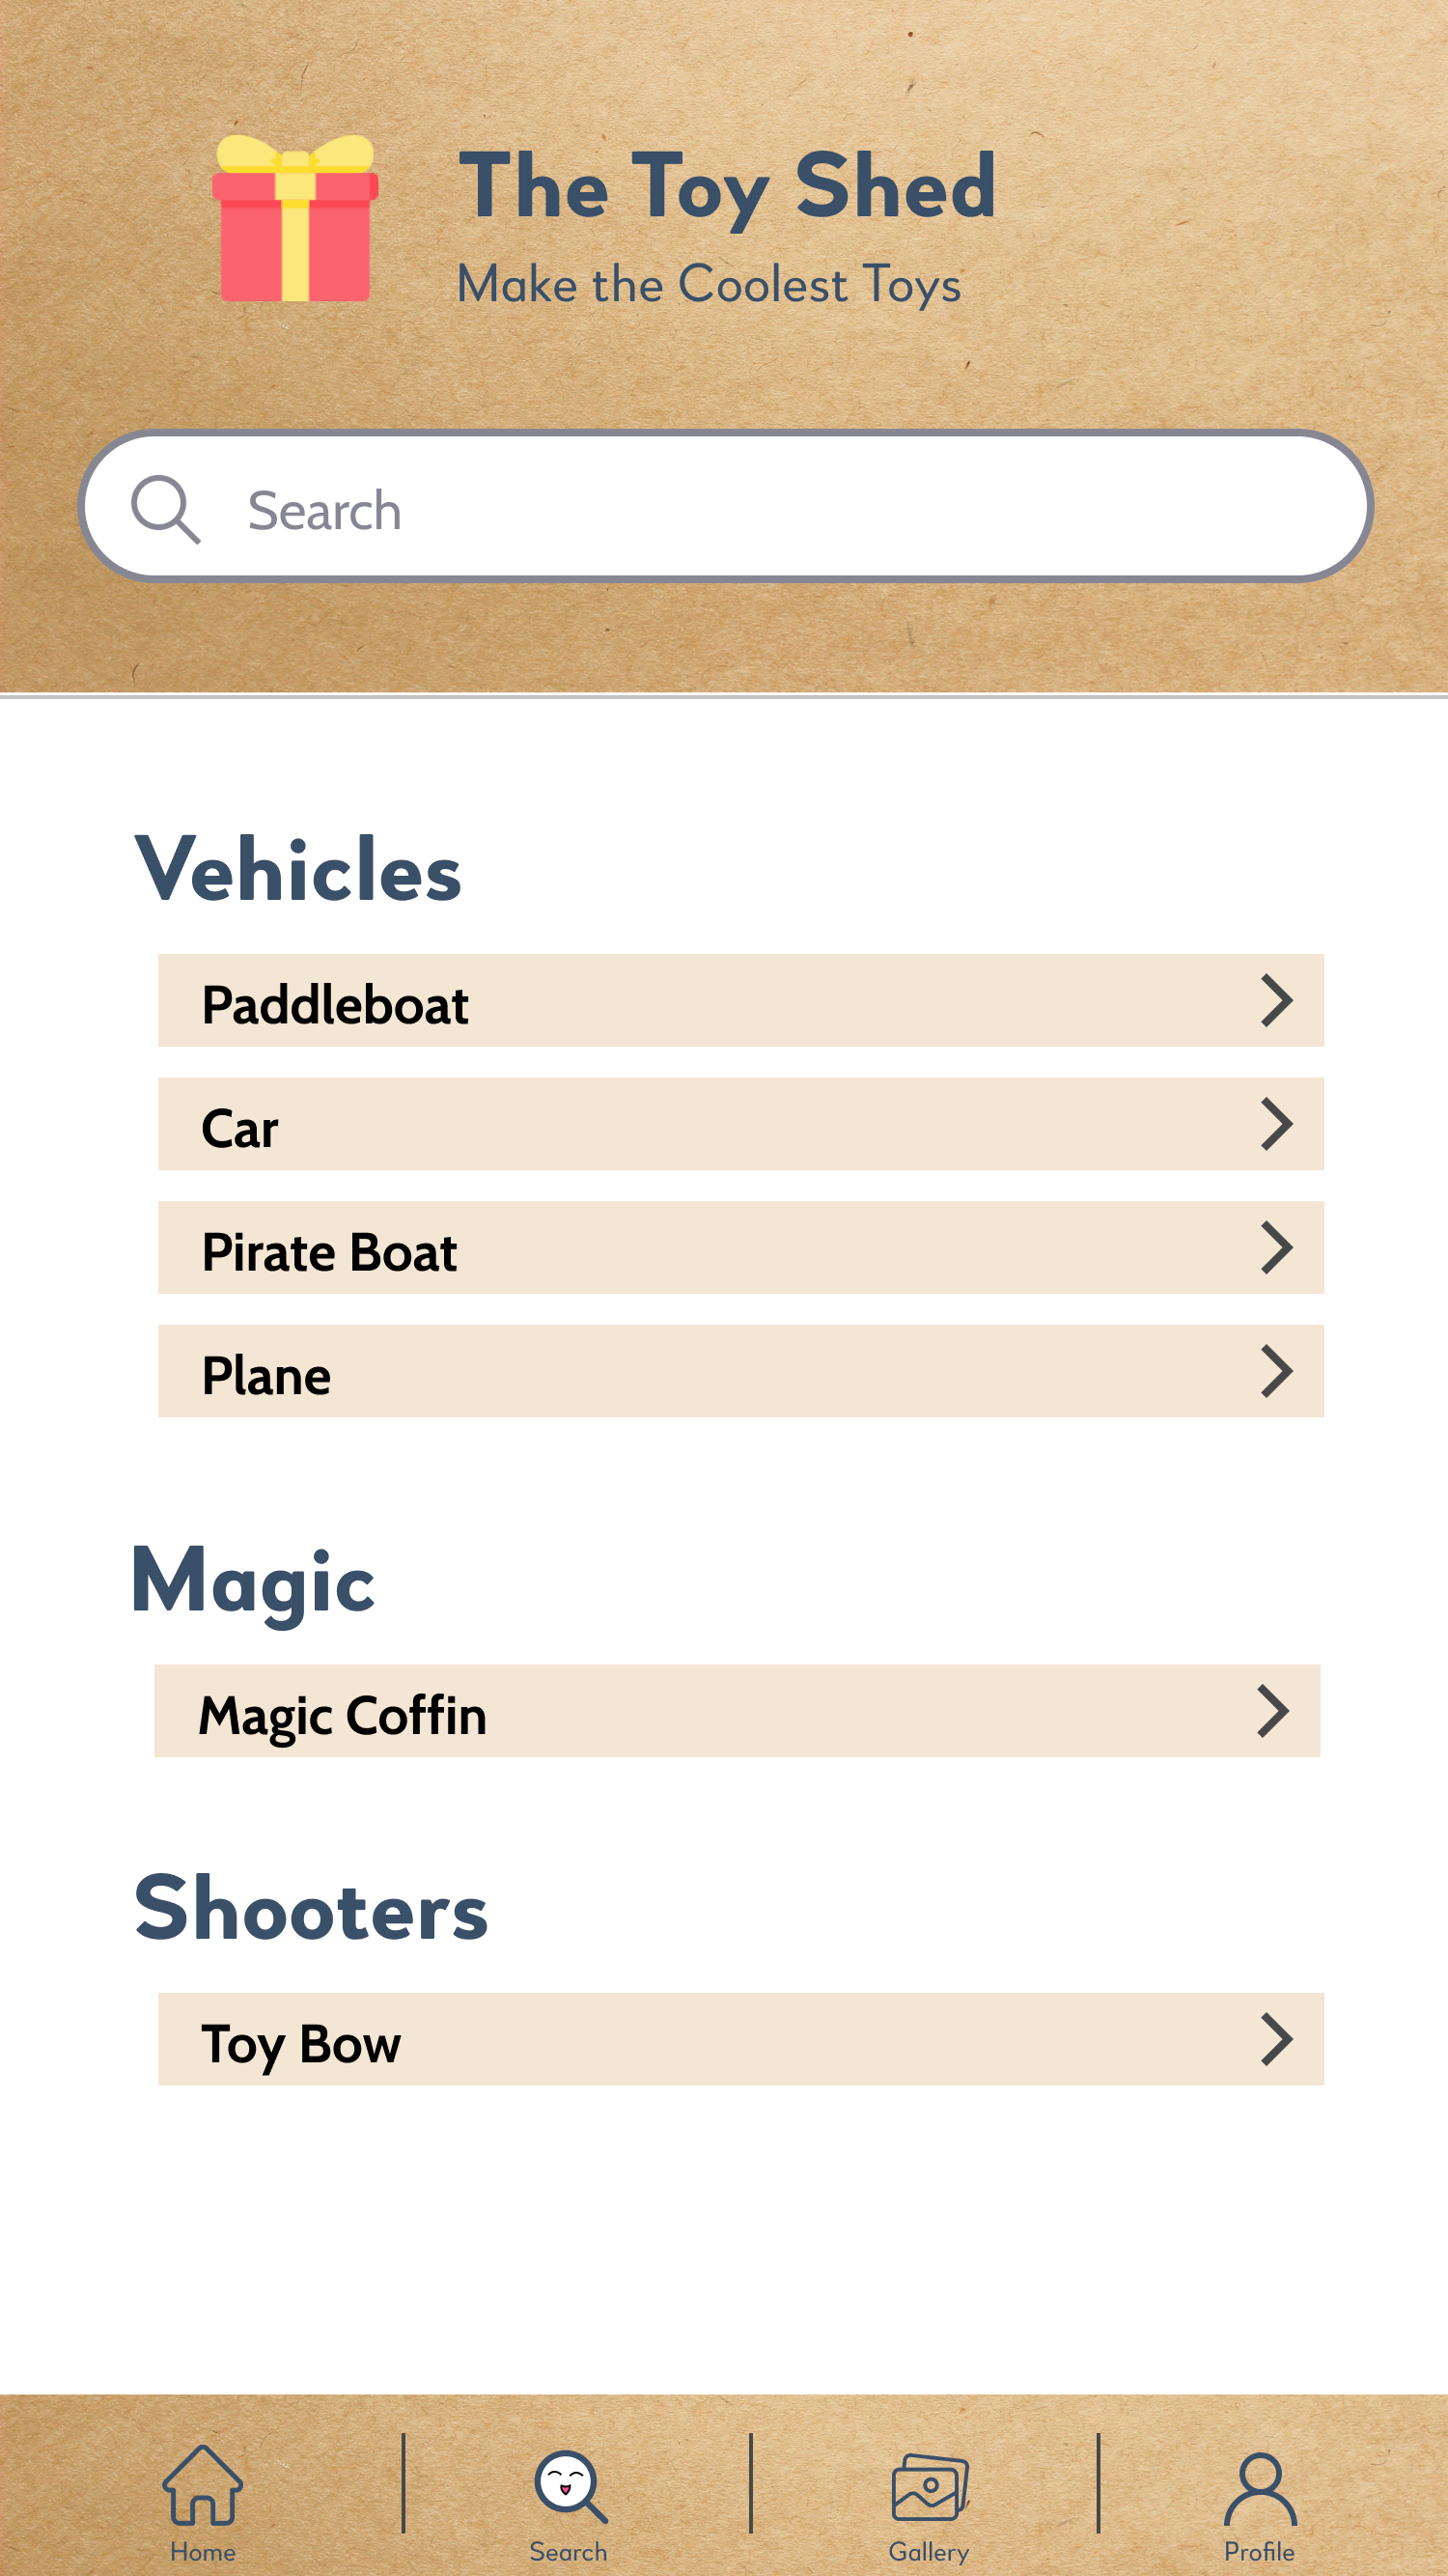 The Toy Shed
Make the Coolest Toys
Search
Vehicles
Paddleboat
Car
Pirate Boat
Plane
Magic
Magic Coffin
Shooters
Toy Bow
Home
Search
Gallery
Profile